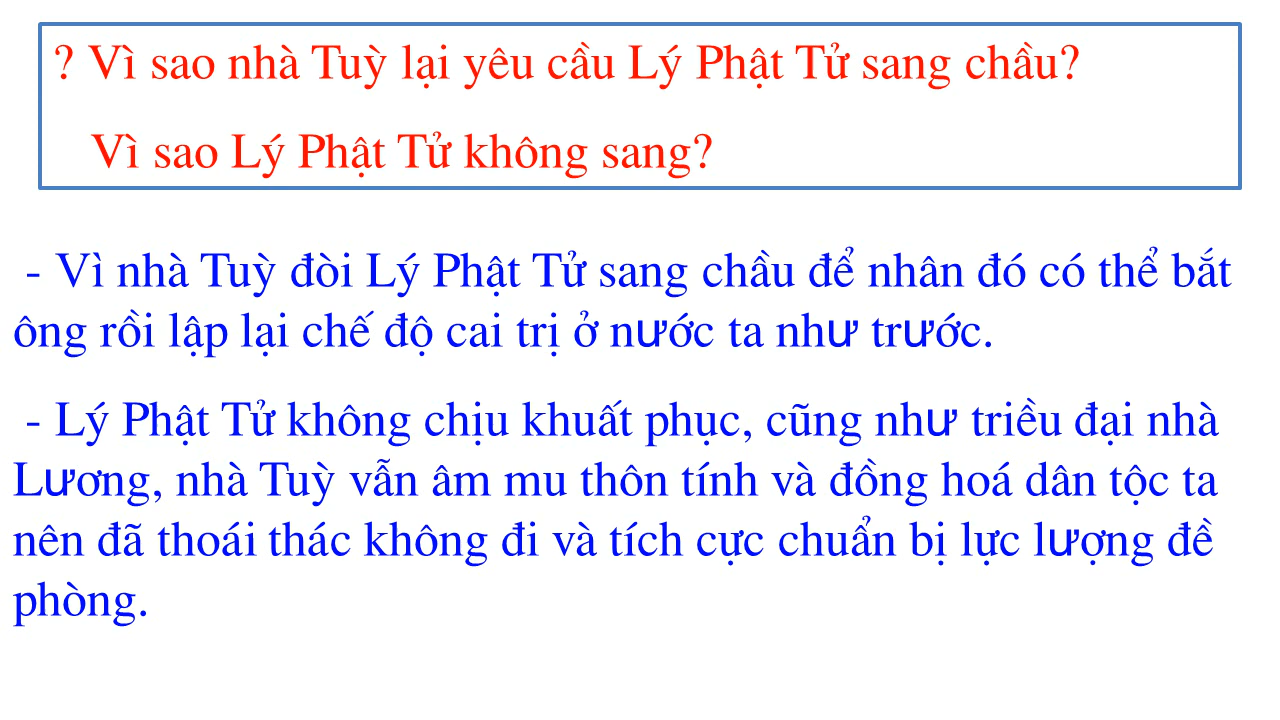 ? Vì sao nhà Tuỳ lại yêu cầu Lý Phật Tử sang chầu?
Vì sao Lý Phật Tử không sang?
- Vì nhà Tuỳ đòi Lý Phật Tử sang chầu để nhân đó có thể bắt
ông rồi lập lại chế độ cai trị ở nước ta như trước.
- Lý Phật Tử không chịu khuất phục, cũng như triều đại nhà
Lương, nhà Tuỳ vẫn âm mu thôn tính và đồng hoá dân tộc ta
nên đã thoái thác không đi và tích cực chuẩn bị lực lượng đề
phòng.